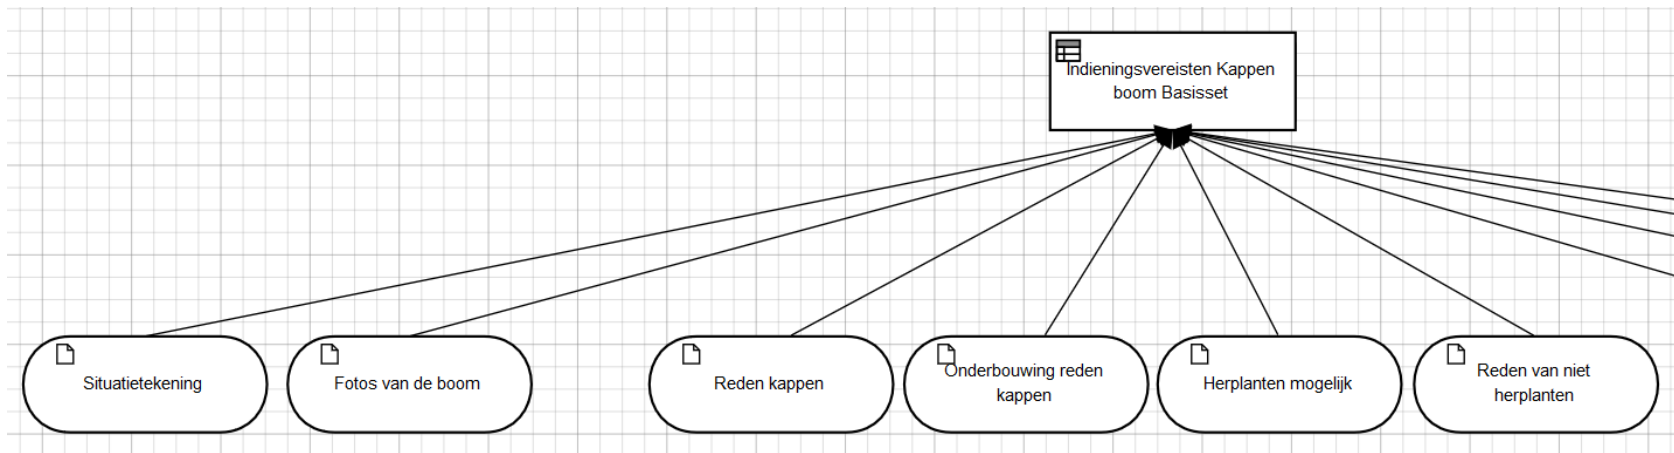 Indieningsvereisten Kappen
boom Basisset
Situatietekening
Fotos van de boom
Reden kappen
Onderbouwing reden
kappen
Herplanten mogelijk
Reden van niet
herplanten